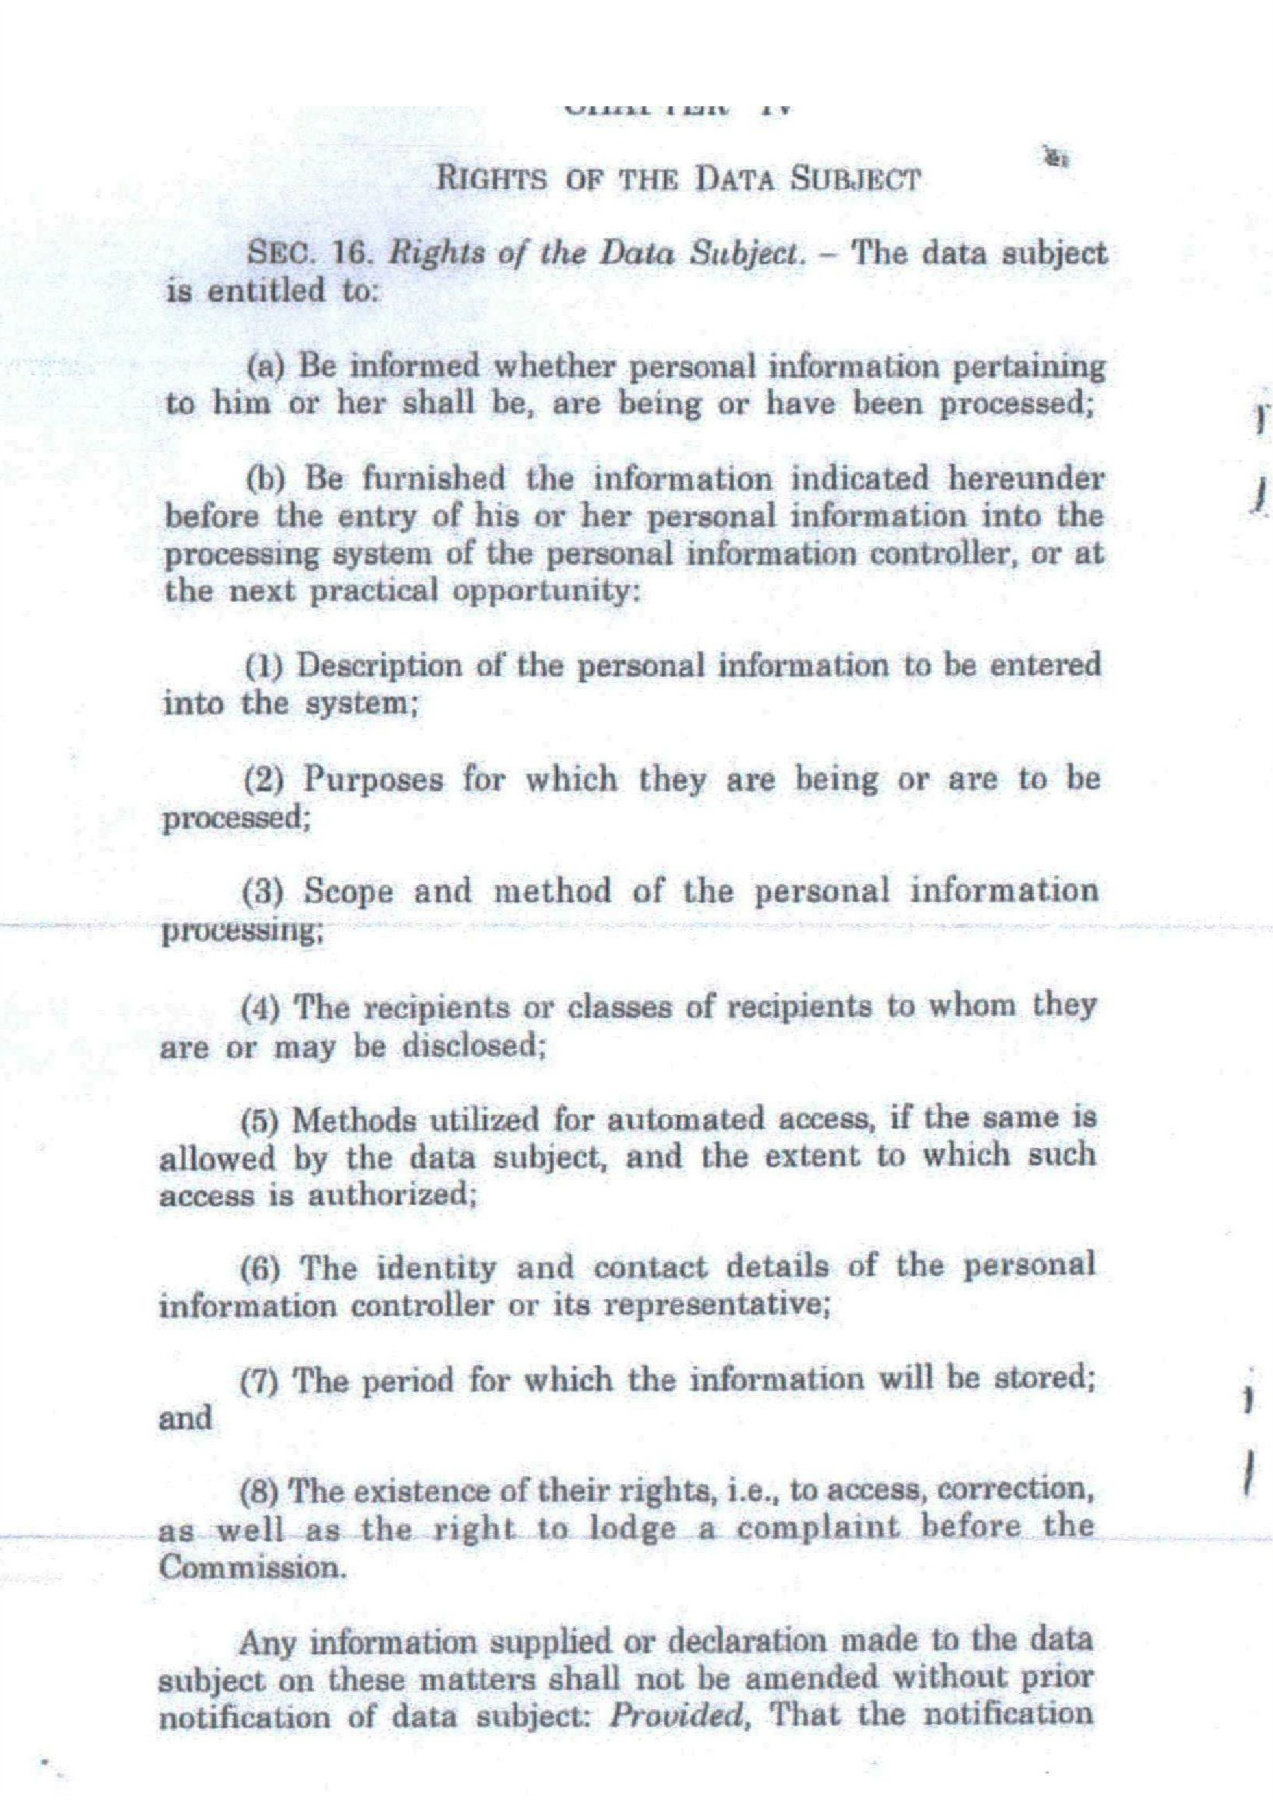 CHAPTER IV
RIGHTS OF THE DATA SUBJECT
SEC. 16. Rights of the Data Subject. – The data subject
is entitled to:
(a) Be informed whether personal information pertaining
to him or her shall be, are being or have been processed;
(b) Be furnished the information indicated hereunder
before the entry of his or her personal information into the
processing system of the personal information controller, or at
the next practical opportunity:
(1) Description of the personal information to be entered
into the system;
(2) Purposes for which they are being or are to be
processed;
(3) Scope and method of the personal information
processing;
(4) The recipients or classes of recipients to whom they
are or may be disclosed;
(5) Methods utilized for automated access, if the same is
allowed by the data subject, and the extent to which such
access is authorized;
(6) The identity and contact details of the personal
information controller or its representative;
(7) The period for which the information will be stored;
and
(8) The existence of their rights, i.e., to access, correction,
as well as the right to lodge a complaint before the
Commission.
Any information supplied or declaration made to the data
subject on these matters shall not be amended without prior
notification of data subject: Provided, That the notification